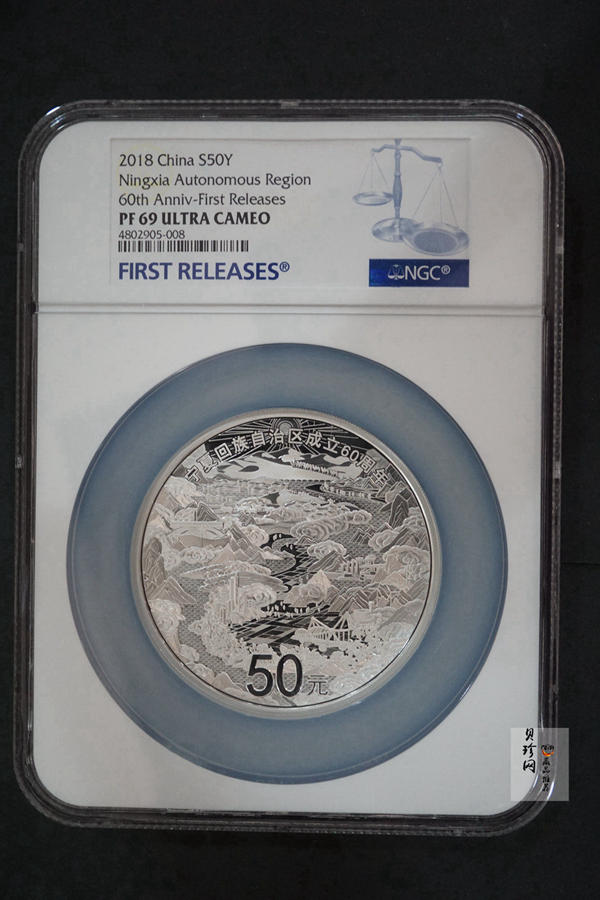 2018 China S50Y
Ningxia Autonomous Region
60th Anniv-First Releases
PF 69 ULTRA CAMEO
4802905-008
FIRST RELEASES®
NGC®
宁夏回族自治区成立60周年
50元
贝珍网